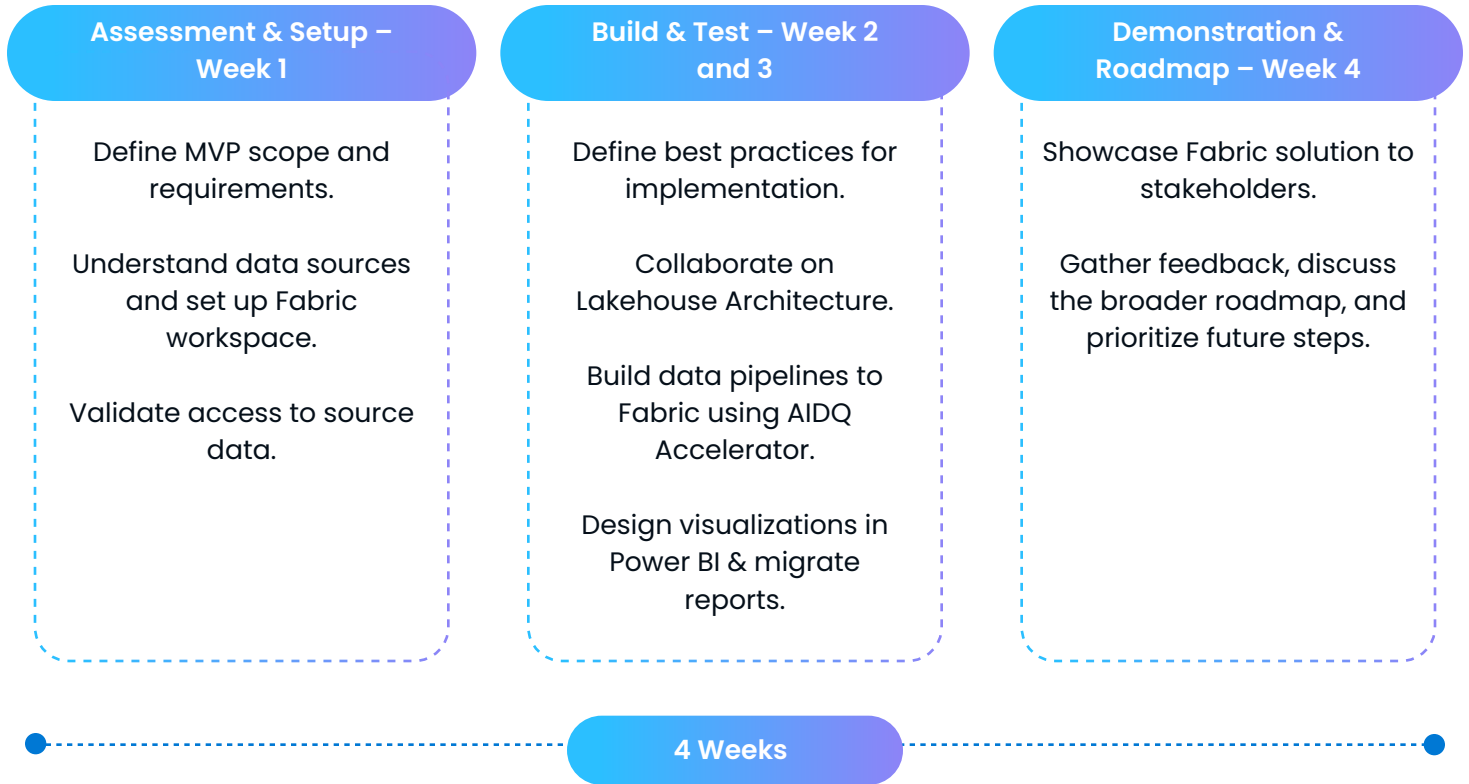 Assessment & Setup –
Week 1
Define MVP scope and
requirements.
Understand data sources
and set up Fabric
workspace.
Validate access to source
data.
Build & Test – Week 2
and 3
Define best practices for
implementation.
Collaborate on
Lakehouse Architecture.
Build data pipelines to
Fabric using AIDQ
Accelerator.
Design visualizations in
Power BI & migrate
reports.
Demonstration &
Roadmap – Week 4
Showcase Fabric solution to
stakeholders.
Gather feedback, discuss
the broader roadmap, and
prioritize future steps.
4 Weeks